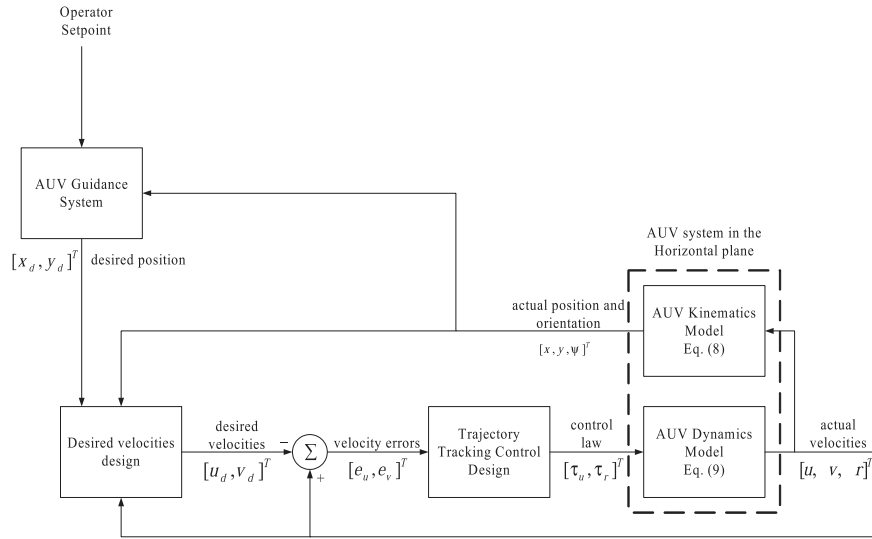 Operator
Setpoint
AUV Guidance
System
[x_d, y_d]^T
desired position
AUV system in the
Horizontal plane
actual position and
orientation
[x, y, ψ]^T
AUV Kinematics
Model
Eq. (8)
Desired velocities
design
desired
velocities
[u_d, v_d]^T
−
Σ
+
velocity errors
[e_u, e_v]^T
Trajectory
Tracking Control
Design
control
law
[τ_u, τ_r]^T
AUV Dynamics
Model
Eq. (9)
actual
velocities
[u, v, r]^T